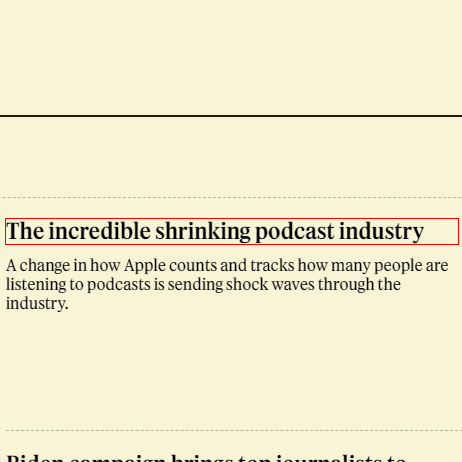 The incredible shrinking podcast industry
A change in how Apple counts and tracks how many people are
listening to podcasts is sending shock waves through the
industry.
Biden campaign brings top journalists to